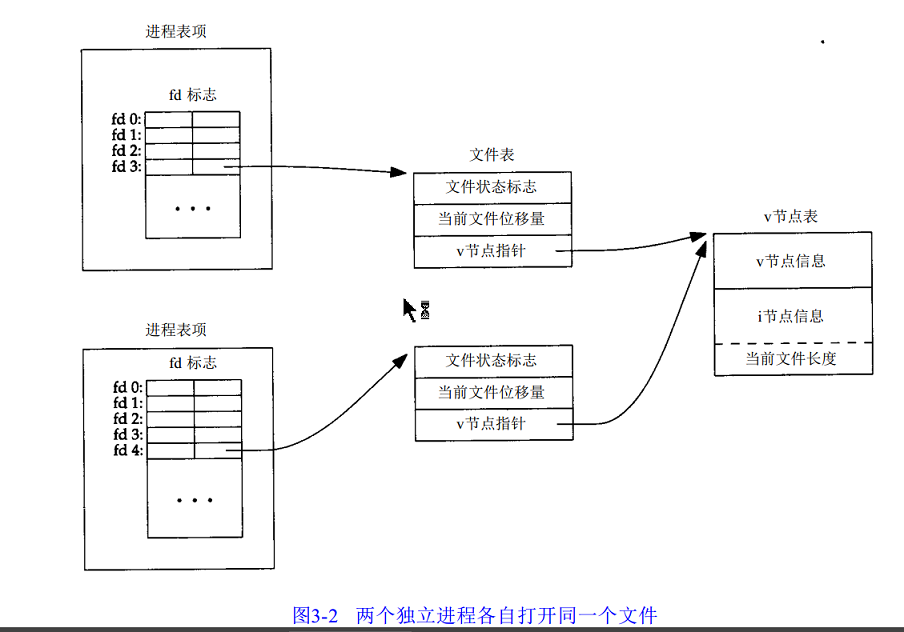 进程表项
fd 标志
fd 0:
fd 1:
fd 2:
fd 3:
• • •
文件表
文件状态标志
当前文件位移量
v节点指针
v节点表
v节点信息
i节点信息
当前文件长度
进程表项
fd 标志
fd 0:
fd 1:
fd 2:
fd 3:
fd 4:
• • •
文件状态标志
当前文件位移量
v节点指针
图3-2 两个独立进程各自打开同一个文件